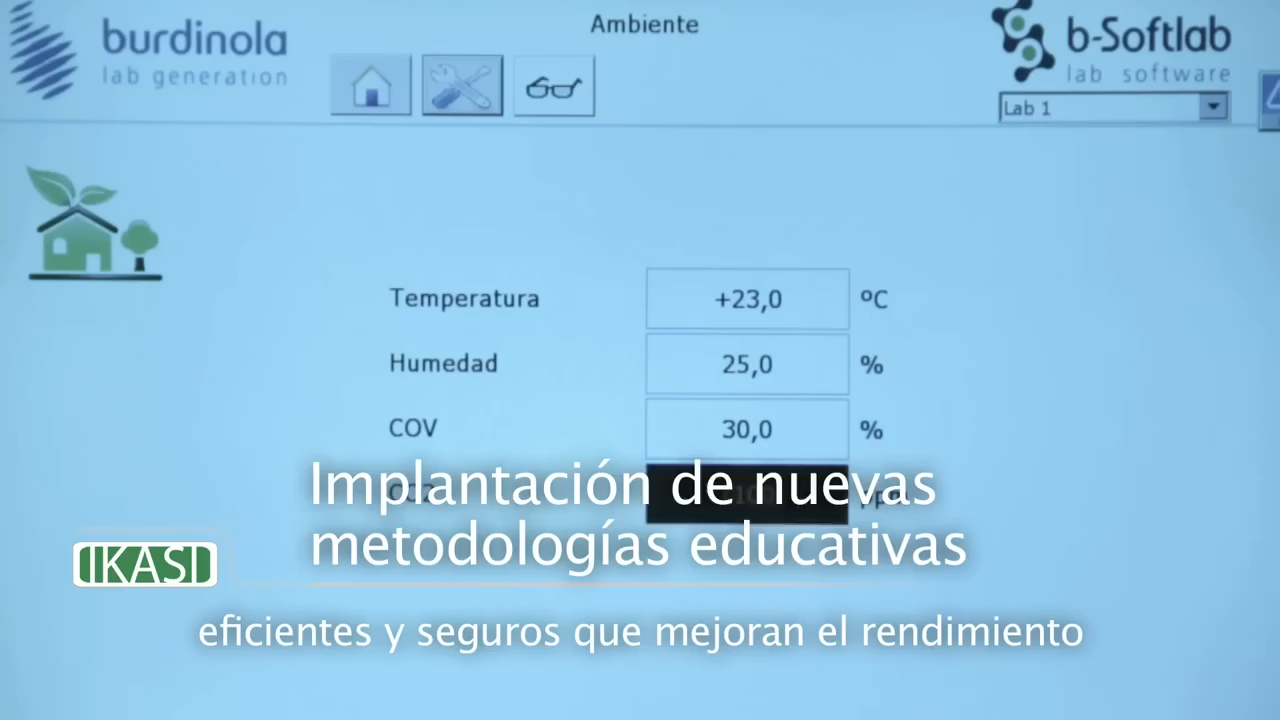 burdinola
lab generation
Ambiente
b-Softlab
lab software
Lab 1
Temperatura
+23,0
ºC
Humedad
25,0
%
COV
30,0
%
Implantación de nuevas
metodologías educativas
IKASI
eficientes y seguros que mejoran el rendimiento